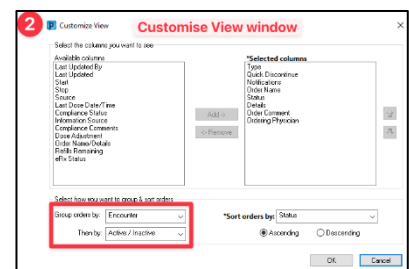 2
Customize View
Customise View window
Select the columns you want to see
Available columns
Last Updated By
Last Updated
Start
Stop
Source
Last Dose Date/Time
Compliance Status
Information Source
Compliance Comments
Dose Adjustment
Order Name/Details
Refills Remaining
eRx Status
Add->
<-Remove
*Selected columns
Type
Quick Discontinue
Notifications
Order Name
Status
Details
Order Comment
Ordering Physician
Select how you want to group & sort orders
Group orders by: Encounter
Then by: Active / Inactive
*Sort orders by: Status
Ascending Descending
OK Cancel